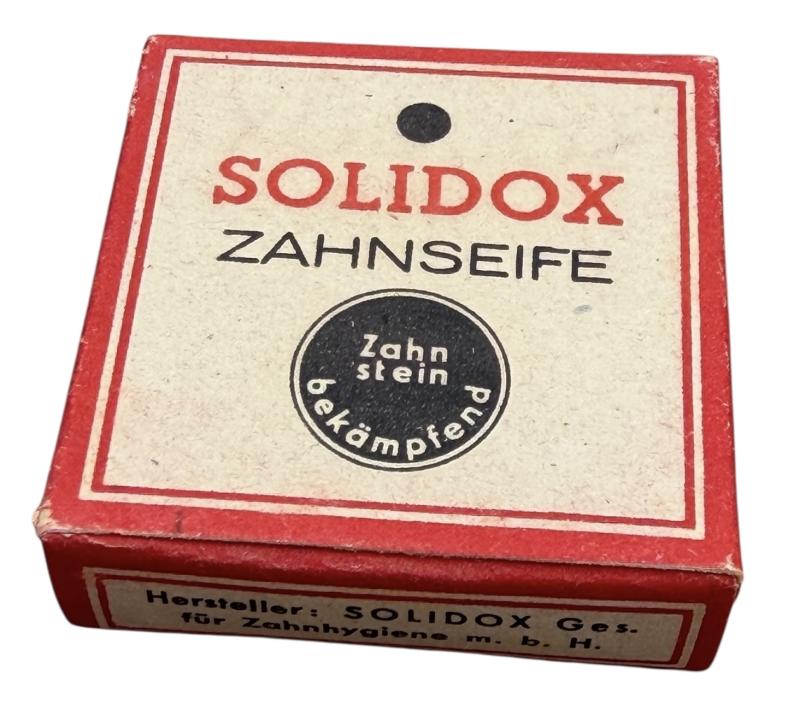 SOLIDOX
ZAHNSEIFE
Zahn
stein
bekämpfend
Hersteller: SOLIDOX Ges.
für Zahnhygiene m. b. H.